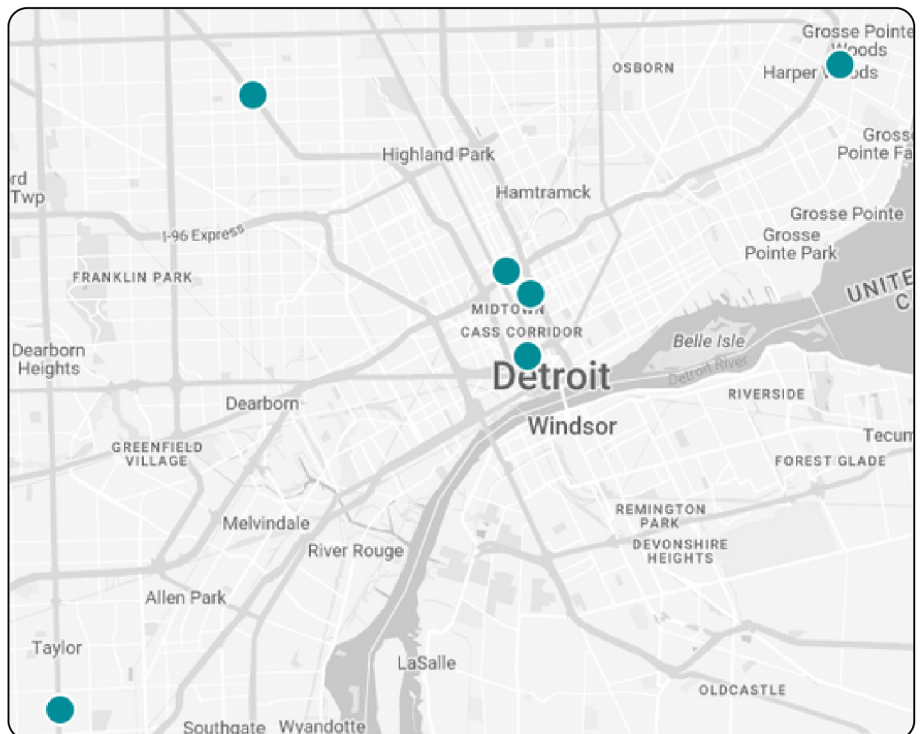 Grosse Pointe
Woods
OSBORN
Harper Woods
Gross
Pointe Fa
Highland Park
rd
Twp
Hamtramck
Grosse Pointe
I-96 Express
Grosse
Pointe Park
FRANKLIN PARK
UNITE
C
MIDTOWN
CASS CORRIDOR
Belle Isle
Dearborn
Heights
Detroit
Detroit River
RIVERSIDE
Dearborn
Windsor
Tecum
GREENFIELD
VILLAGE
FOREST GLADE
REMINGTON
PARK
Melvindale
DEVONSHIRE
HEIGHTS
River Rouge
Allen Park
Taylor
LaSalle
OLDCASTLE
Southgate
Wyandotte